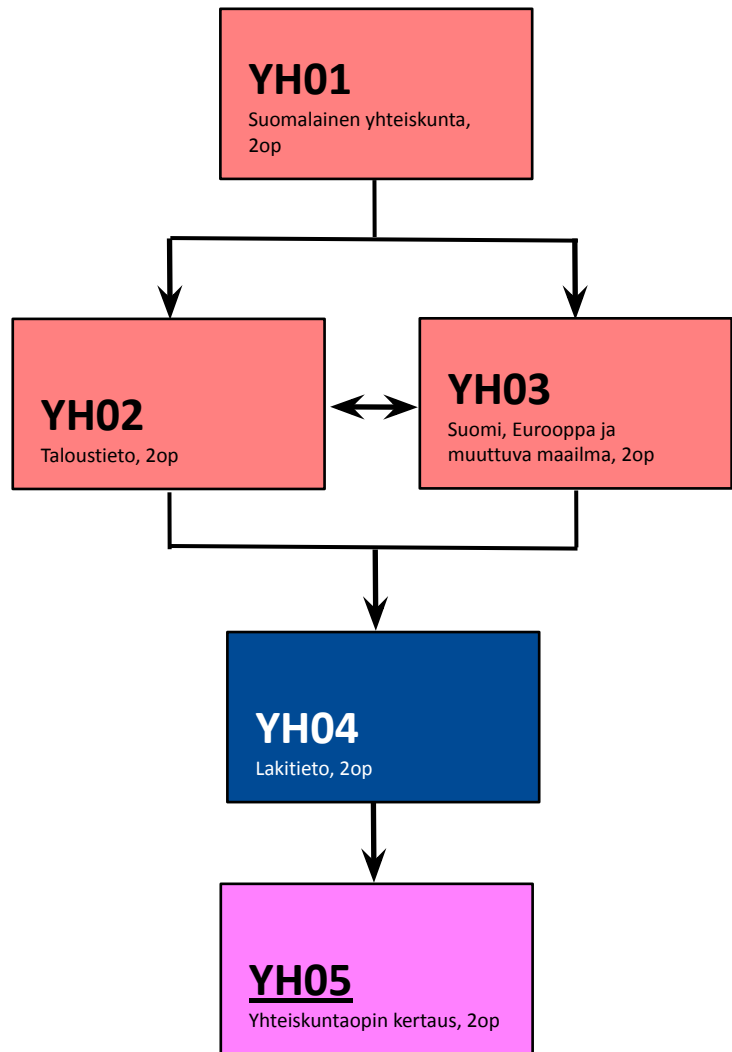 YH01
Suomalainen yhteiskunta,
2op
YH02
Taloustieto, 2op
YH03
Suomi, Eurooppa ja
muuttuva maailma, 2op
YH04
Lakitieto, 2op
YH05
Yhteiskuntaopin kertaus, 2op